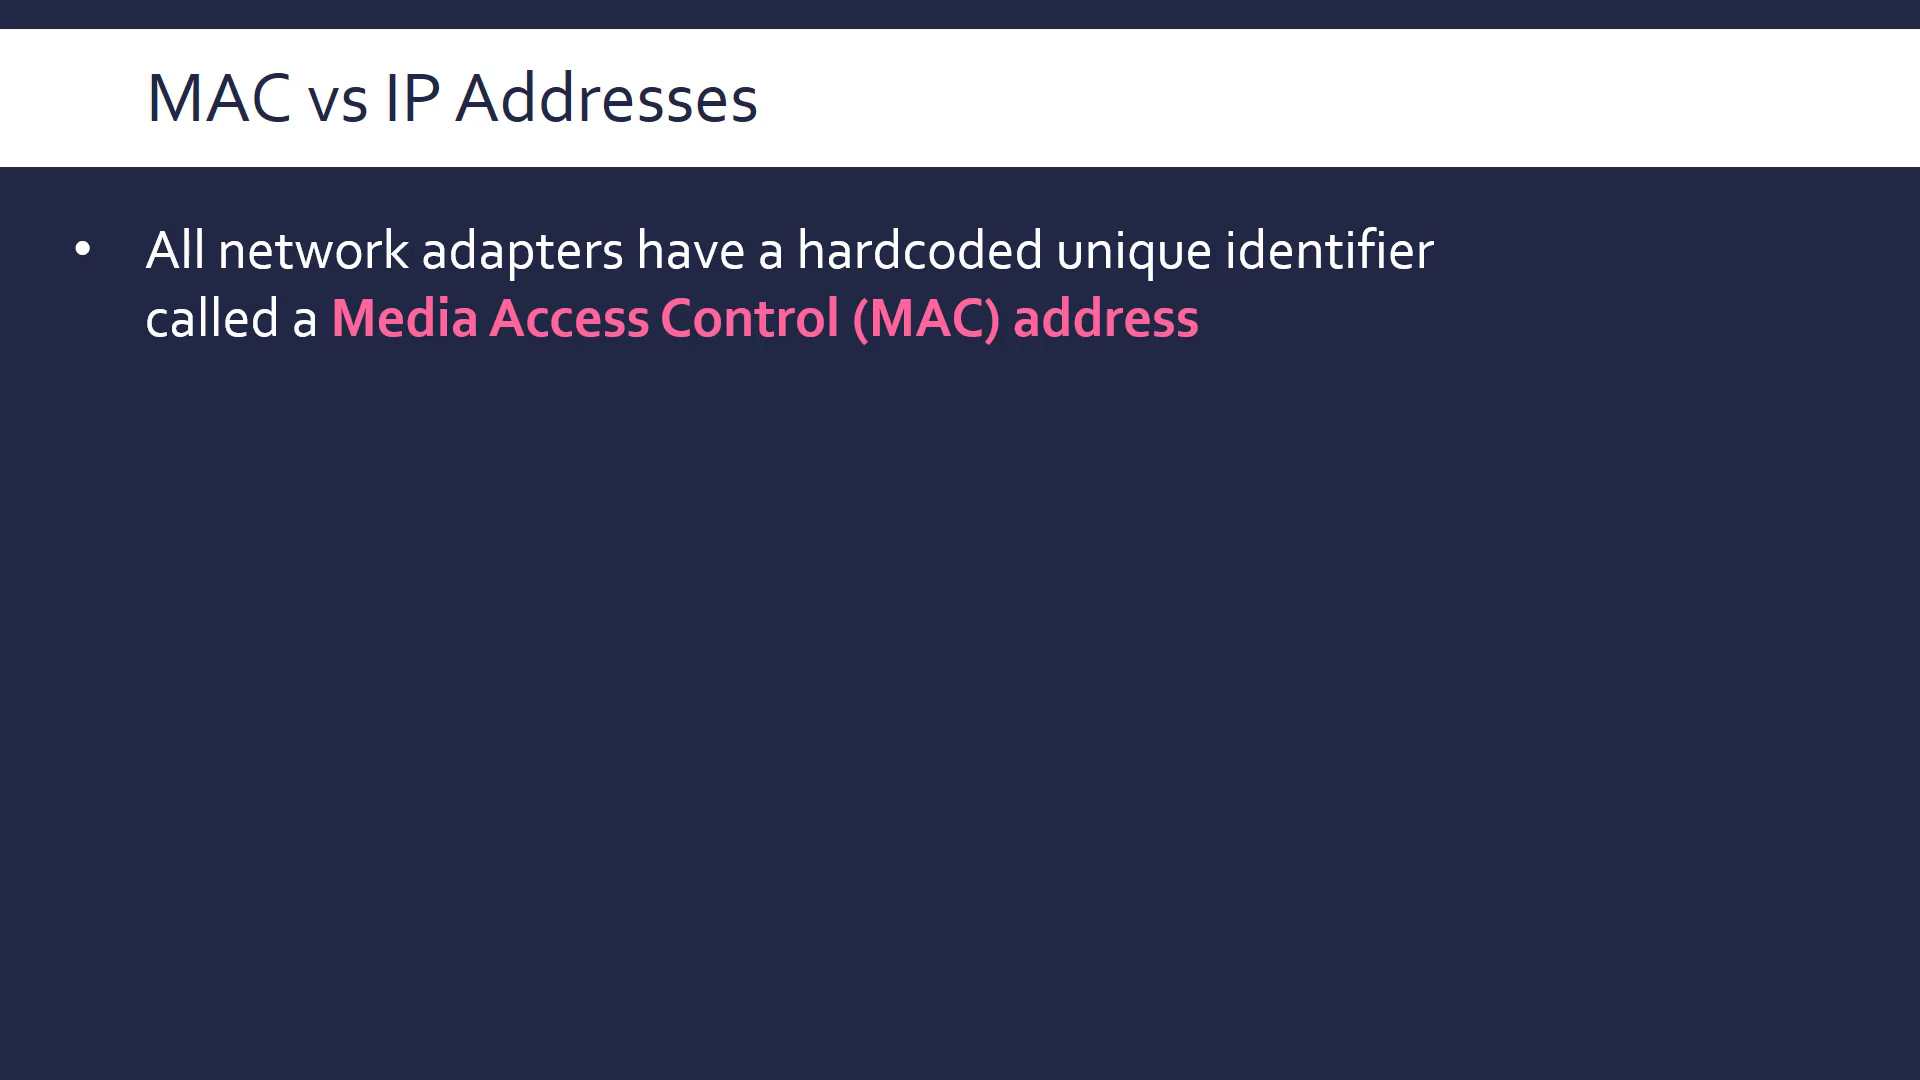 MAC vs IP Addresses
• All network adapters have a hardcoded unique identifier
called a Media Access Control (MAC) address